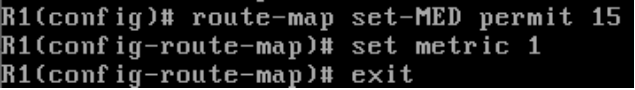 R1(config)# route-map set-MED permit 15
R1(config-route-map)# set metric 1
R1(config-route-map)# exit